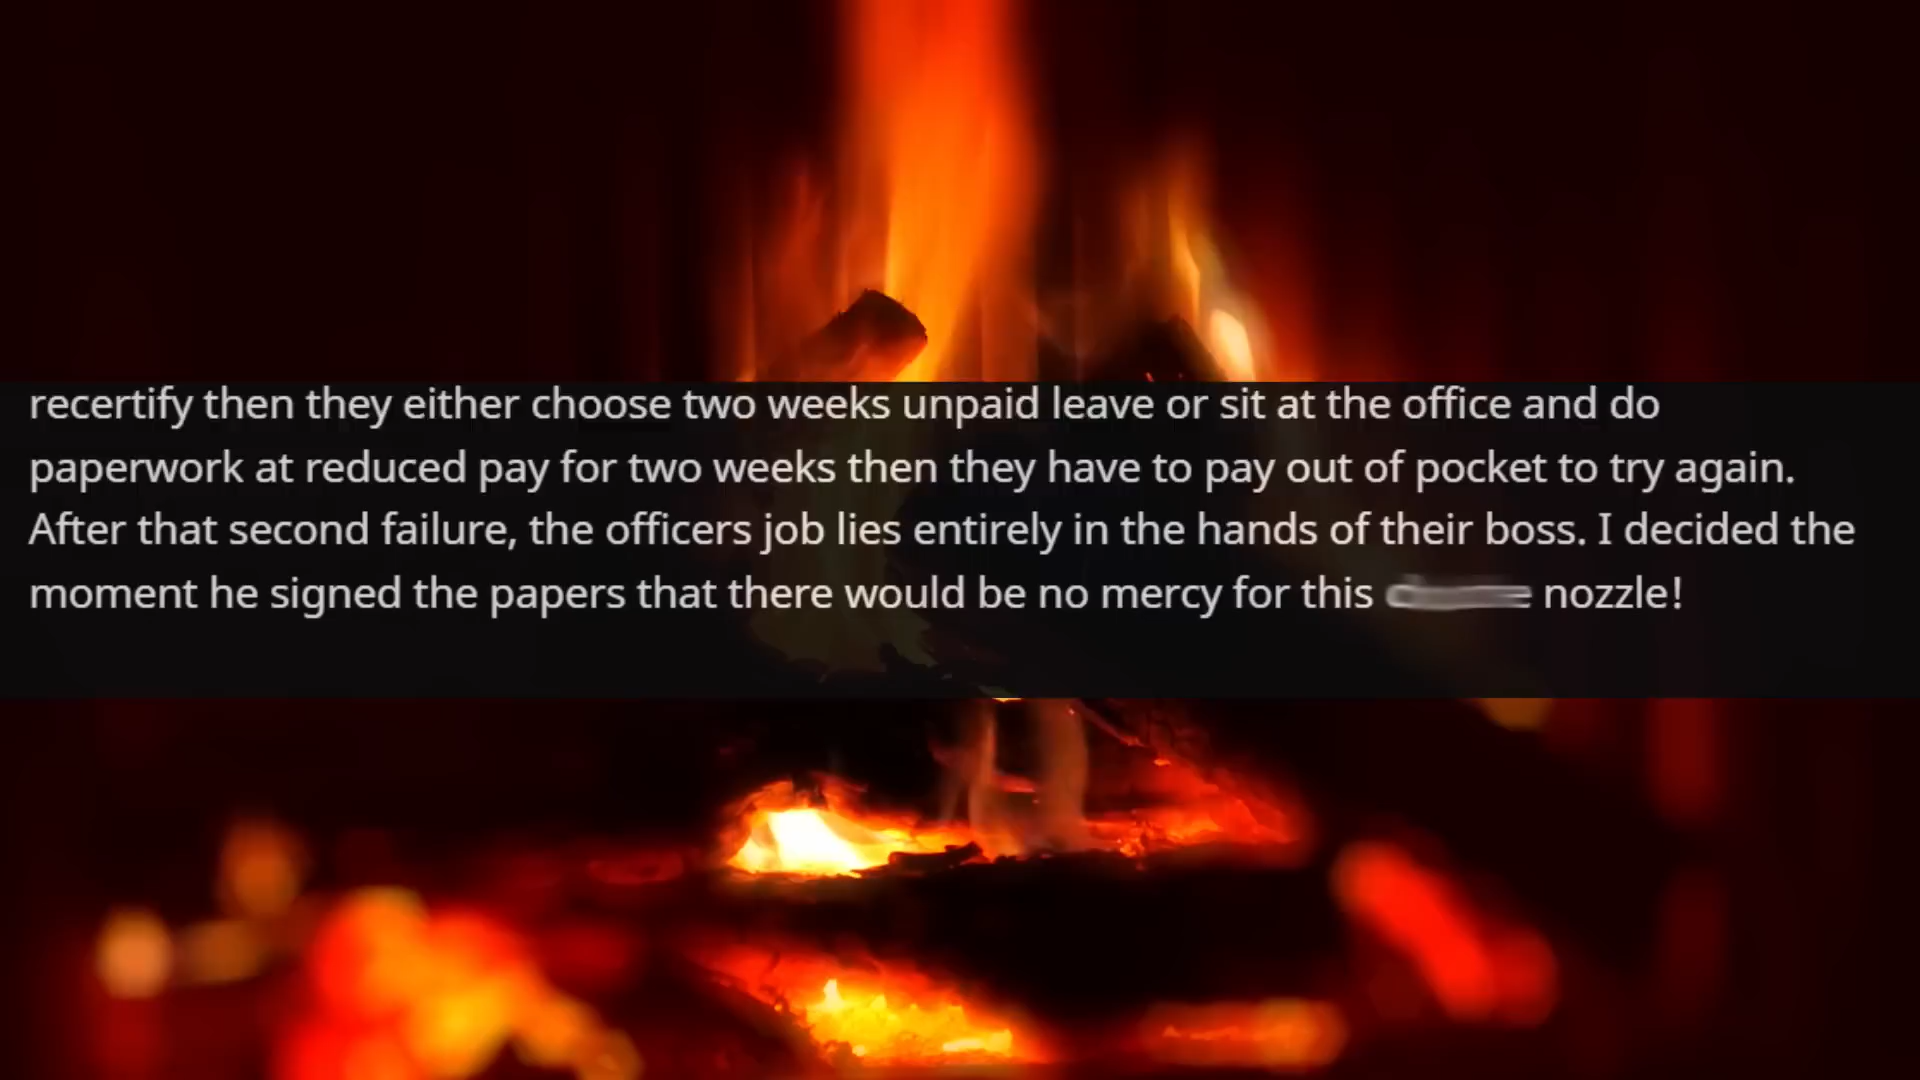 recertify then they either choose two weeks unpaid leave or sit at the office and do
paperwork at reduced pay for two weeks then they have to pay out of pocket to try again.
After that second failure, the officers job lies entirely in the hands of their boss. I decided the
moment he signed the papers that there would be no mercy for this nozzle!